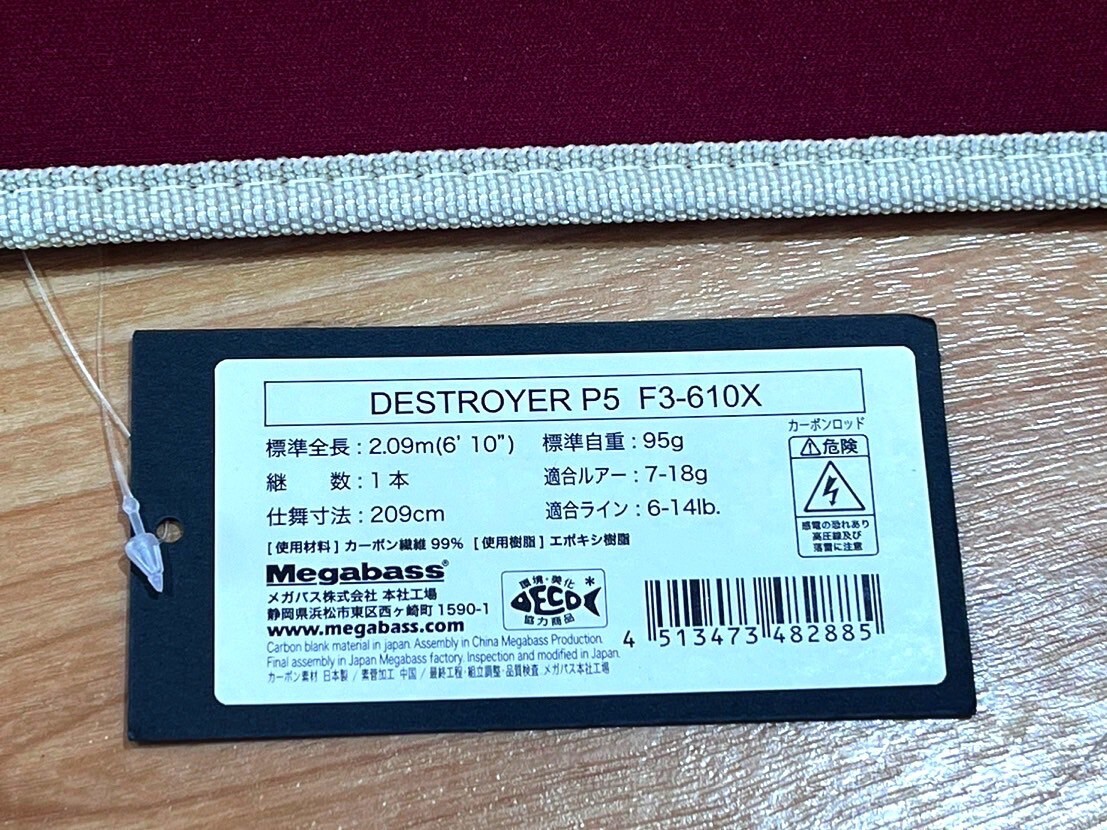 DESTROYER P5 F3-610X
標準全長 : 2.09m(6' 10")
標準自重 : 95g
継 数 : 1 本
適合ルアー : 7-18g
仕舞寸法 : 209cm
適合ライン : 6-14lb.
[ 使用材料 ] カーボン繊維 99% [ 使用樹脂 ] エポキシ樹脂
カーボンロッド
危険
感電の恐れあり
高圧線及び
落雷に注意
Megabass®
メガバス株式会社 本社工場
静岡県浜松市東区西ヶ崎町 1590-1
www.megabass.com
Carbon blank material in japan. Assembly in China Megabass Production.
Final assembly in Japan Megabass factory. Inspection and modified in Japan.
カーボン素材 日本製 / 素管加工 中国 / 最終工程・組立調整・品質検査 メガバス本社工場
環境・美化
DECO
協力商品
4 513473 482885